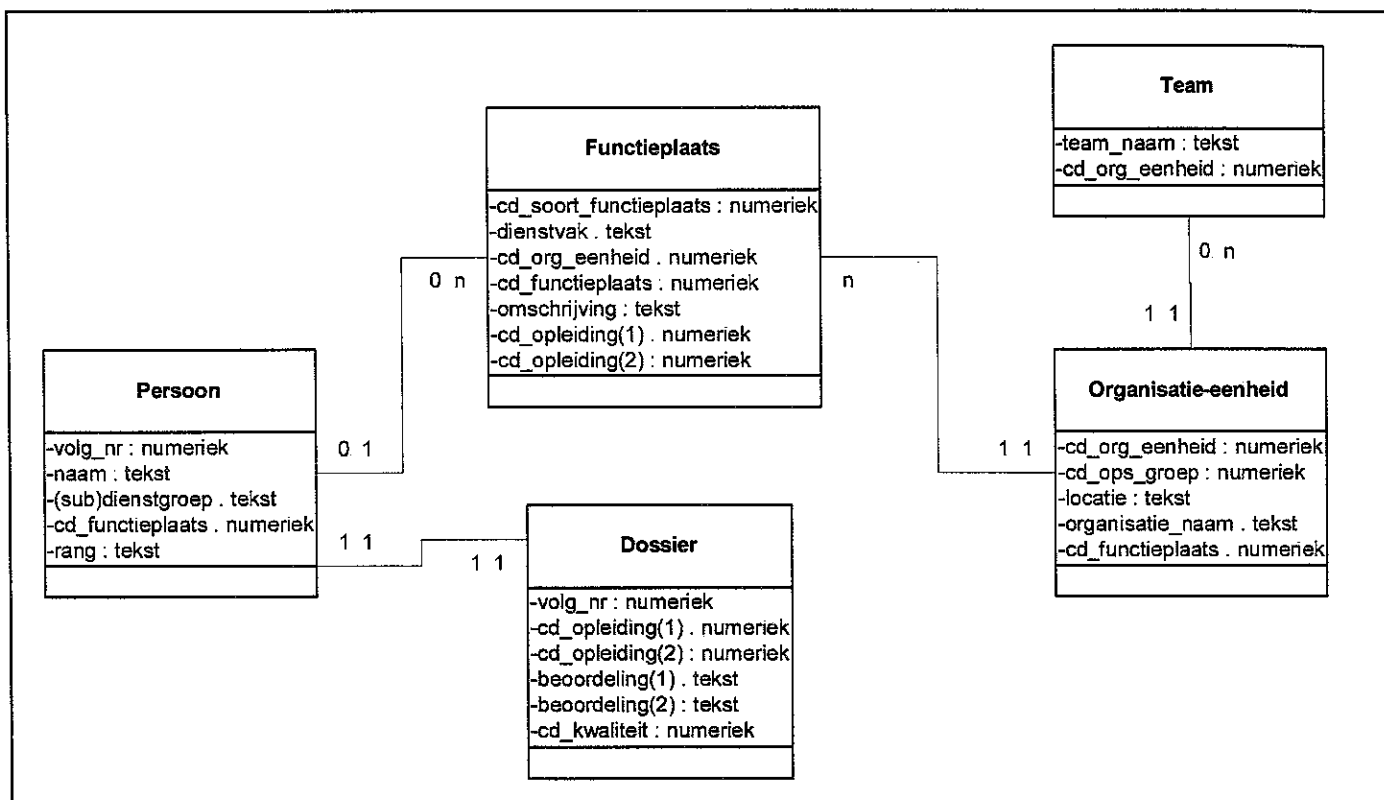 Team
-team_naam : tekst
-cd_org_eenheid : numeriek
Functieplaats
-cd_soort_functieplaats : numeriek
-dienstvak . tekst
-cd_org_eenheid . numeriek
-cd_functieplaats : numeriek
-omschrijving : tekst
-cd_opleiding(1) . numeriek
-cd_opleiding(2) : numeriek
0 n
0 n
n
1 1
Persoon
-volg_nr : numeriek
-naam : tekst
-(sub)dienstgroep . tekst
-cd_functieplaats . numeriek
-rang : tekst
0 1
1 1
1 1
1 1
Organisatie-eenheid
-cd_org_eenheid : numeriek
-cd_ops_groep : numeriek
-locatie : tekst
-organisatie_naam . tekst
-cd_functieplaats . numeriek
Dossier
-volg_nr : numeriek
-cd_opleiding(1) . numeriek
-cd_opleiding(2) : numeriek
-beoordeling(1) . tekst
-beoordeling(2) : tekst
-cd_kwaliteit : numeriek